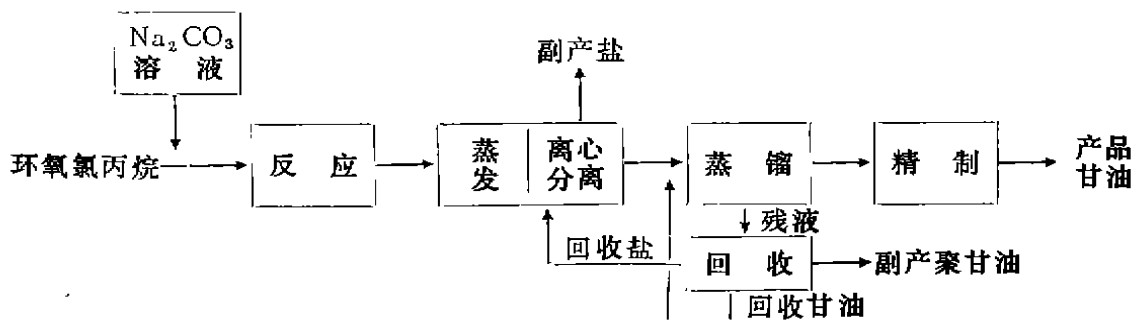 Na₂CO₃
溶液
副产盐
环氧氯丙烷
反应
蒸发
离心
分离
蒸馏
精制
产品
甘油
残液
回收盐
回收
副产聚甘油
回收甘油